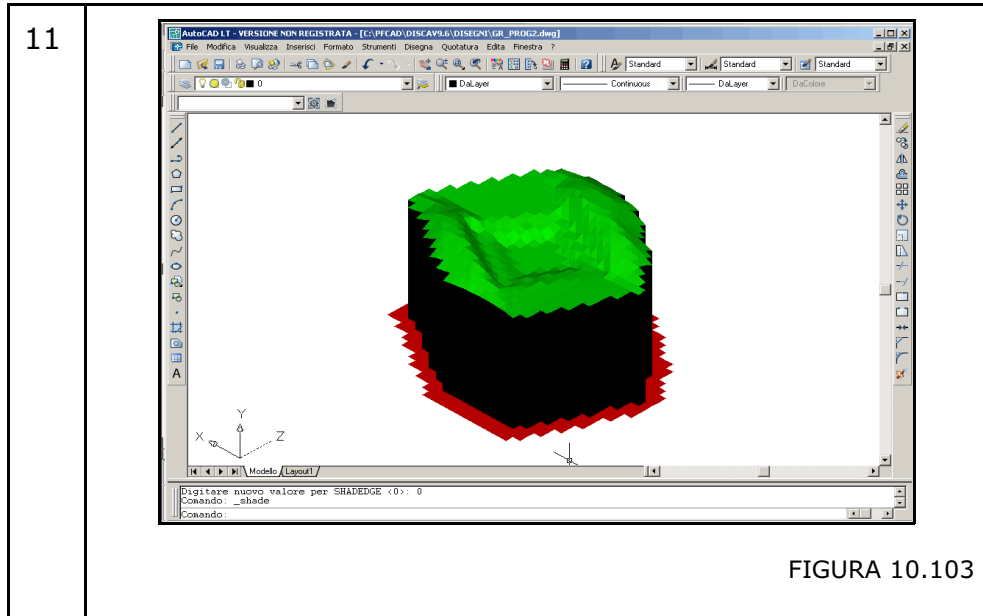 11
AutoCAD LT - VERSIONE NON REGISTRATA - [C:\PFCAD\DISCAV9.6\DISEGNI\GR_PROG2.dwg]
File Modifica Visualizza Inserisci Formato Strumenti Disegna Quotatura Edita Finestra ?
Standard Standard Standard
0 DaLayer Continuous DaLayer DaColore
A
A
Y
X Z
Modello Layout1
Digitare nuovo valore per SHADEDGE <0>: 0
Comando: _shade
Comando:
FIGURA 10.103